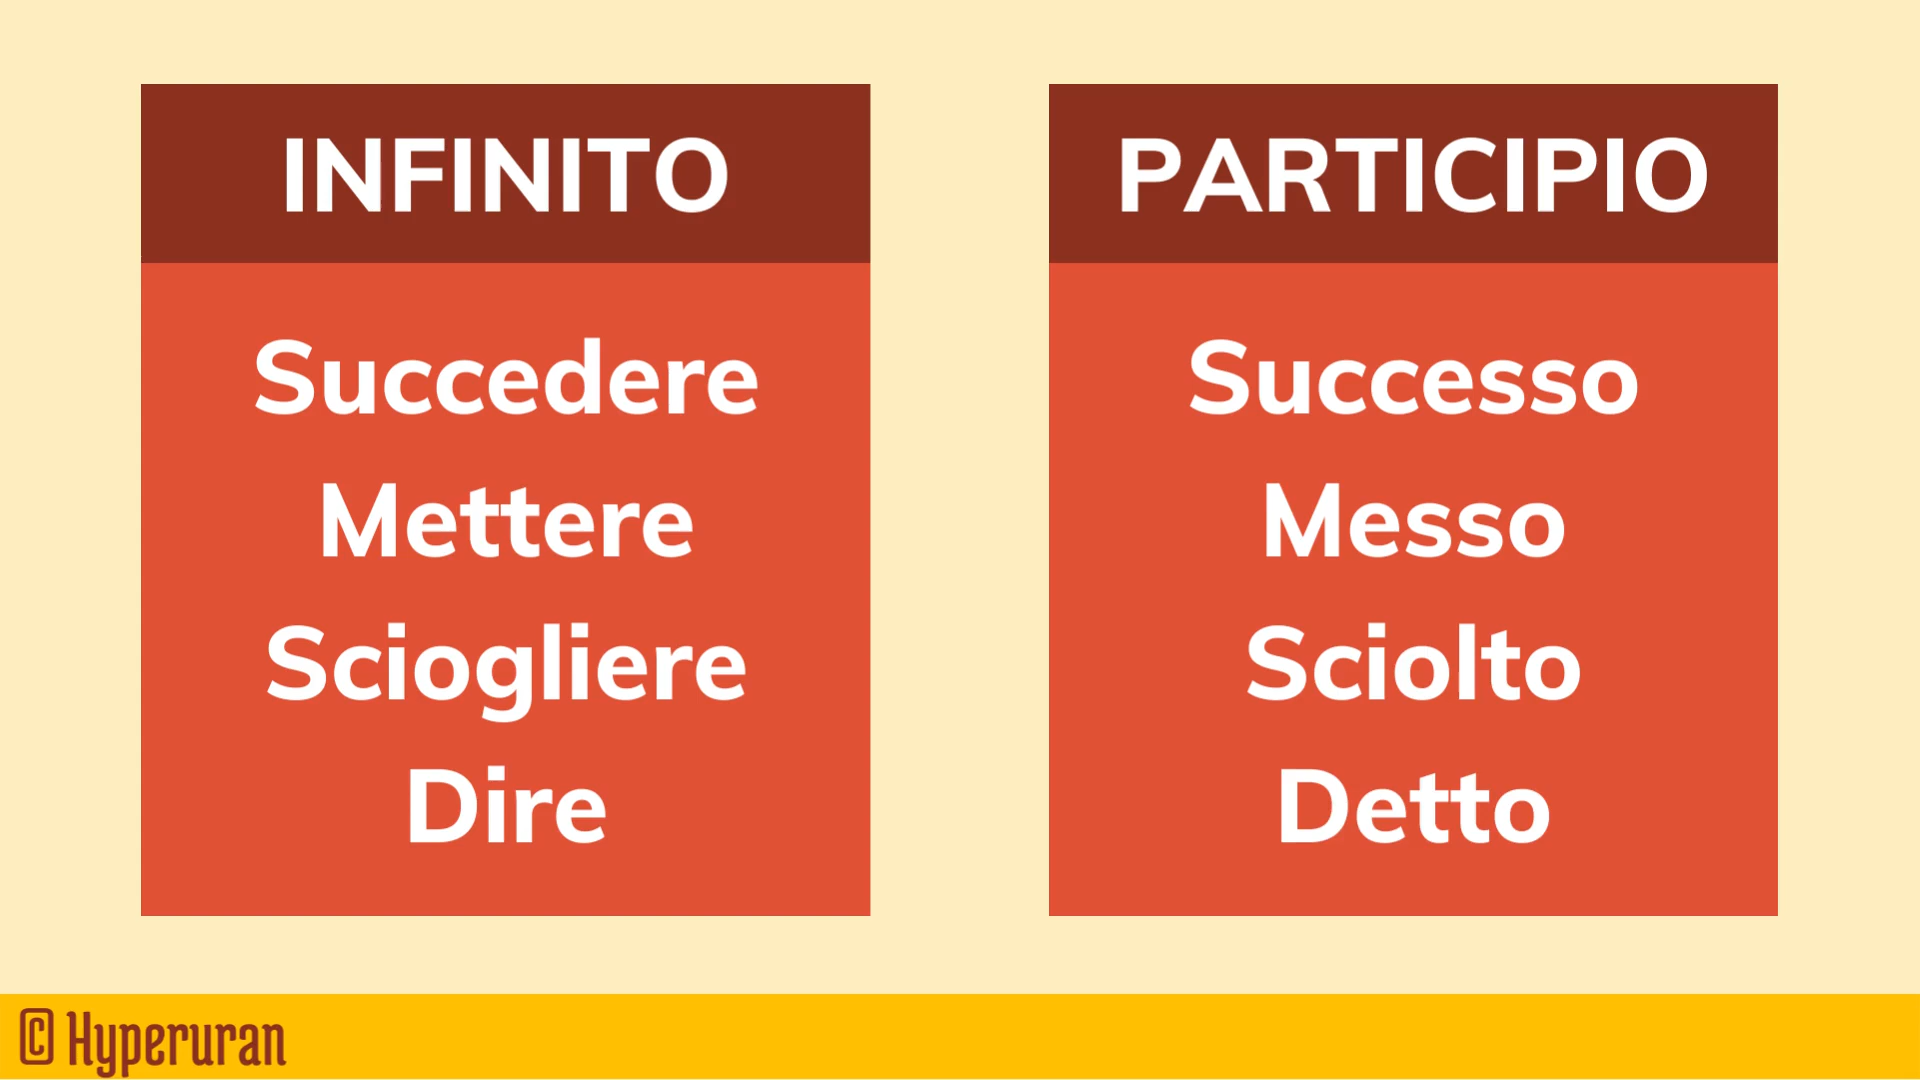 INFINITO
Succedere
Mettere
Sciogliere
Dire
PARTICIPIO
Successo
Messo
Sciolto
Detto
© Hyperuran